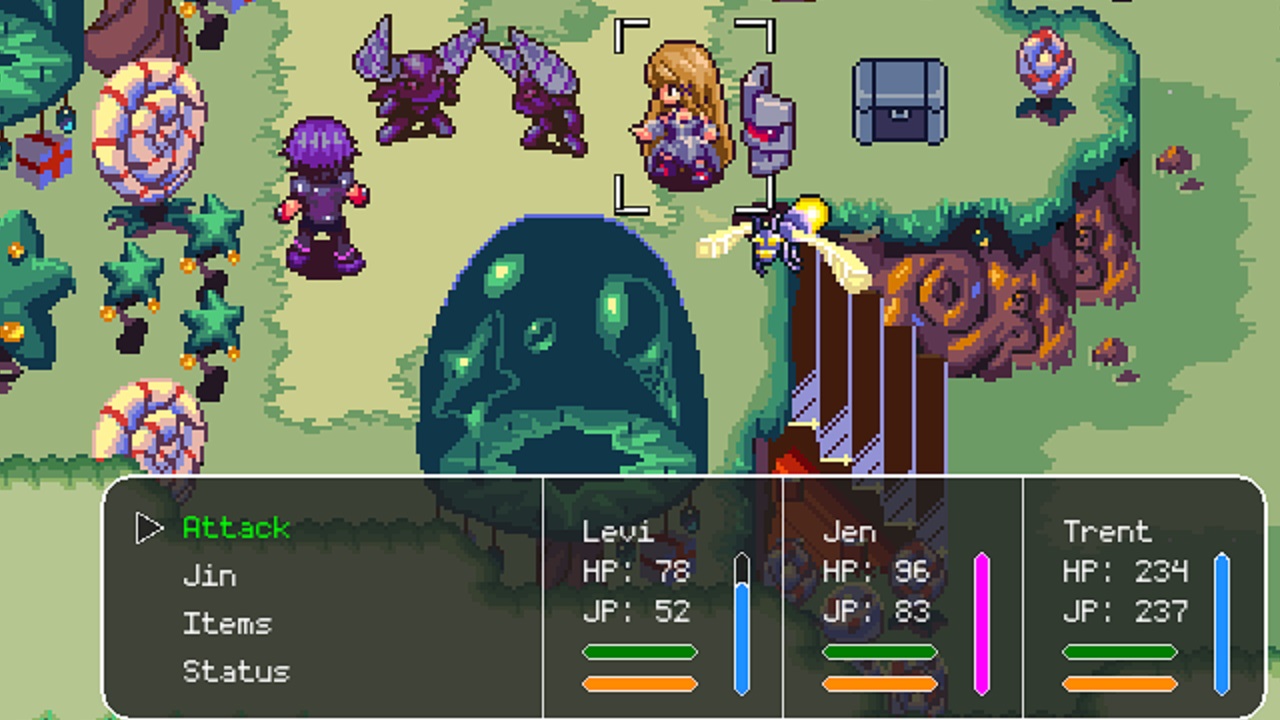 Attack
Jin
Items
Status
Levi
HP: 78
JP: 52
Jen
HP: 96
JP: 83
Trent
HP: 234
JP: 237